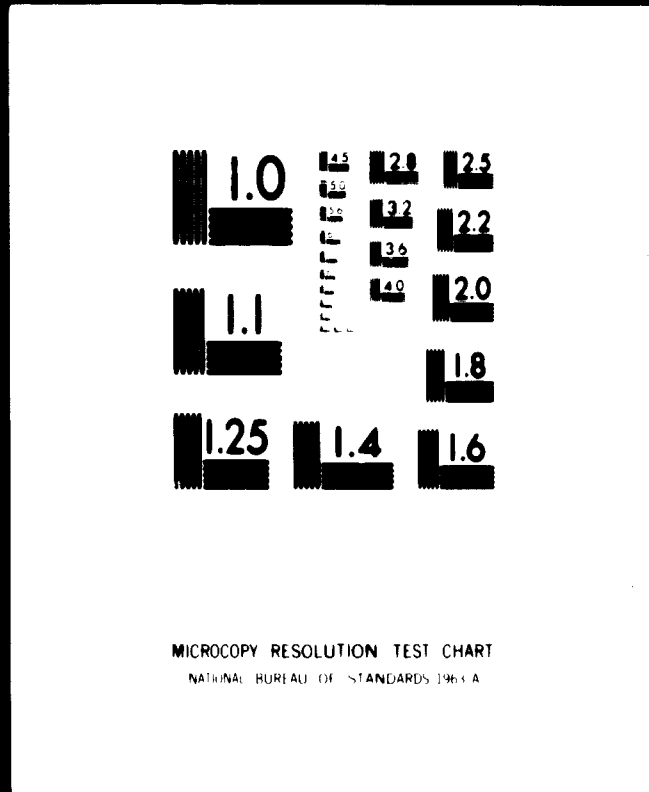 1.0 4.5 2.8 2.5
5.0
5.6 3.2 2.2
3.6
1.1 4.0 2.0
1.8
1.25 1.4 1.6
MICROCOPY RESOLUTION TEST CHART
NATIONAL BUREAU OF STANDARDS 1963 A